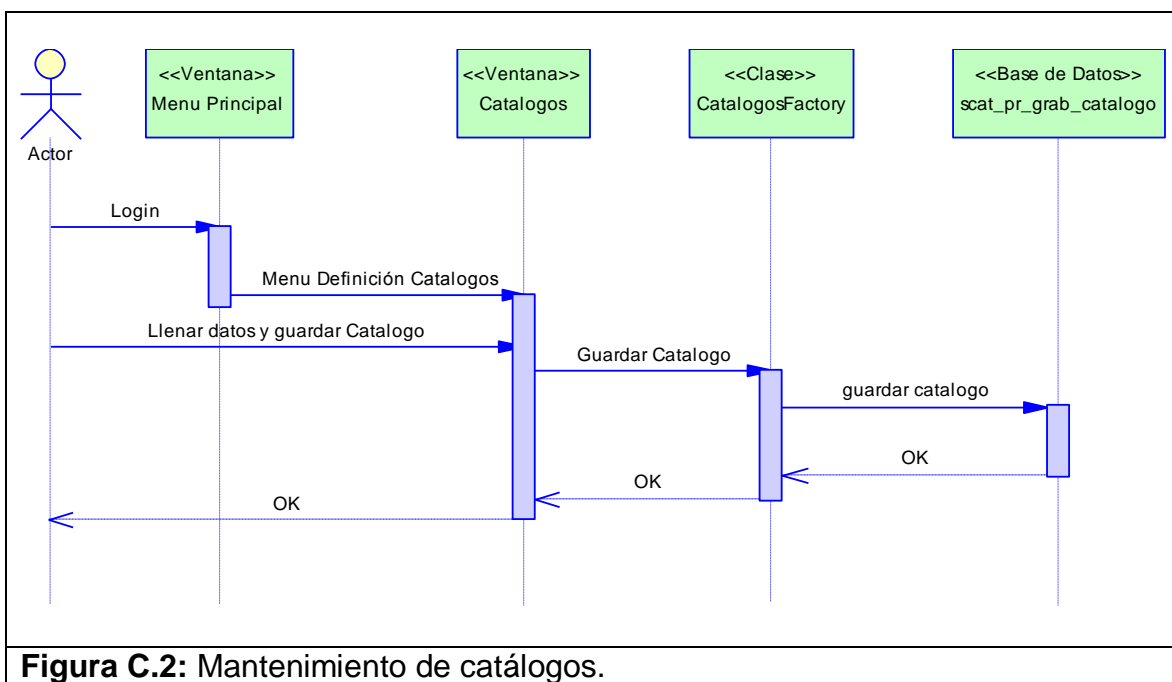 <<Ventana>>
Menu Principal
<<Ventana>>
Catalogos
<<Clase>>
CatalogosFactory
<<Base de Datos>>
scat_pr_grab_catalogo
Actor
Login
Menu Definición Catalogos
Llenar datos y guardar Catalogo
Guardar Catalogo
guardar catalogo
OK
OK
OK
Figura C.2: Mantenimiento de catálogos.